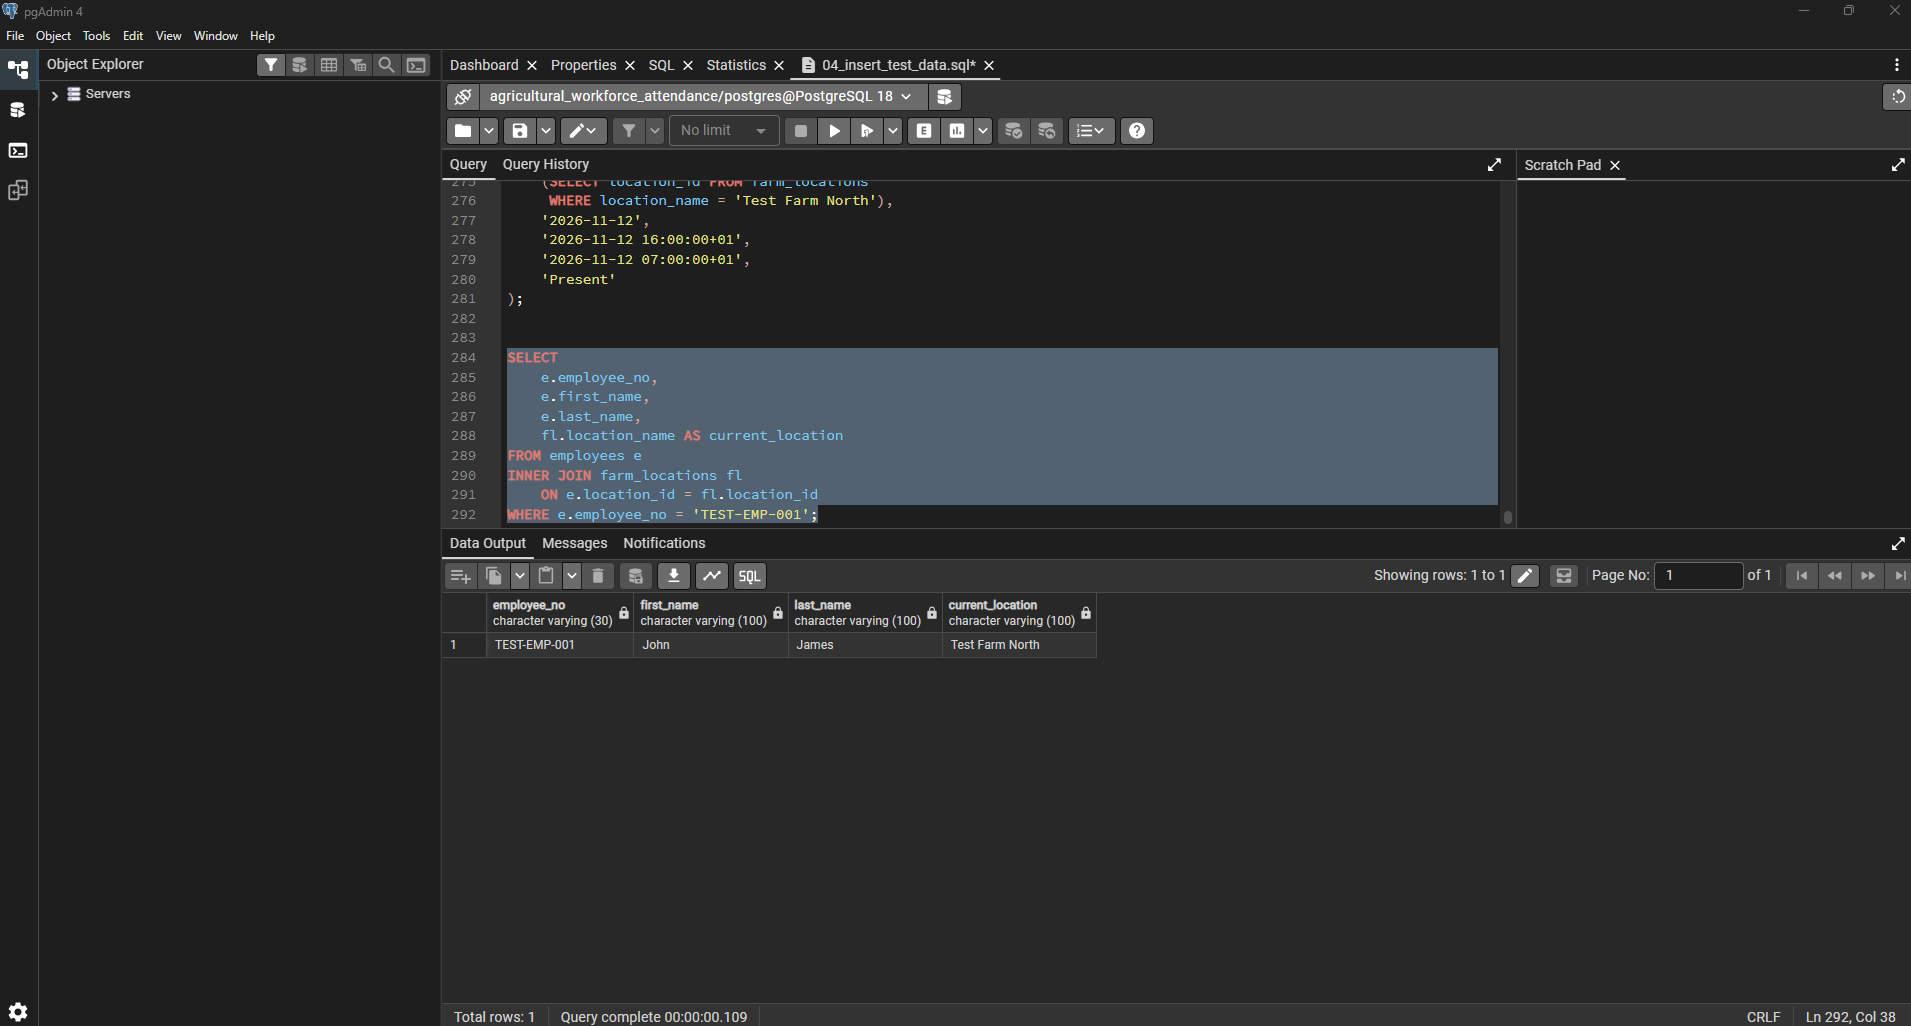 pgAdmin 4
File Object Tools Edit View Window Help
Object Explorer
Servers
Dashboard Properties SQL Statistics 04_insert_test_data.sql*
agricultural_workforce_attendance/postgres@PostgreSQL 18
No limit
E
Query Query History
Scratch Pad
275 (SELECT location_id FROM farm_locations
276 WHERE location_name = 'Test Farm North'),
277 '2026-11-12',
278 '2026-11-12 16:00:00+01',
279 '2026-11-12 07:00:00+01',
280 'Present'
281 );
282
283
284 SELECT
285 e.employee_no,
286 e.first_name,
287 e.last_name,
288 fl.location_name AS current_location
289 FROM employees e
290 INNER JOIN farm_locations fl
291 ON e.location_id = fl.location_id
292 WHERE e.employee_no = 'TEST-EMP-001';
Data Output Messages Notifications
SQL
Showing rows: 1 to 1
Page No: 1 of 1
employee_no first_name last_name current_location
character varying (30) character varying (100) character varying (100) character varying (100)
1 TEST-EMP-001 John James Test Farm North
Total rows: 1 Query complete 00:00:00.109
CRLF Ln 292, Col 38